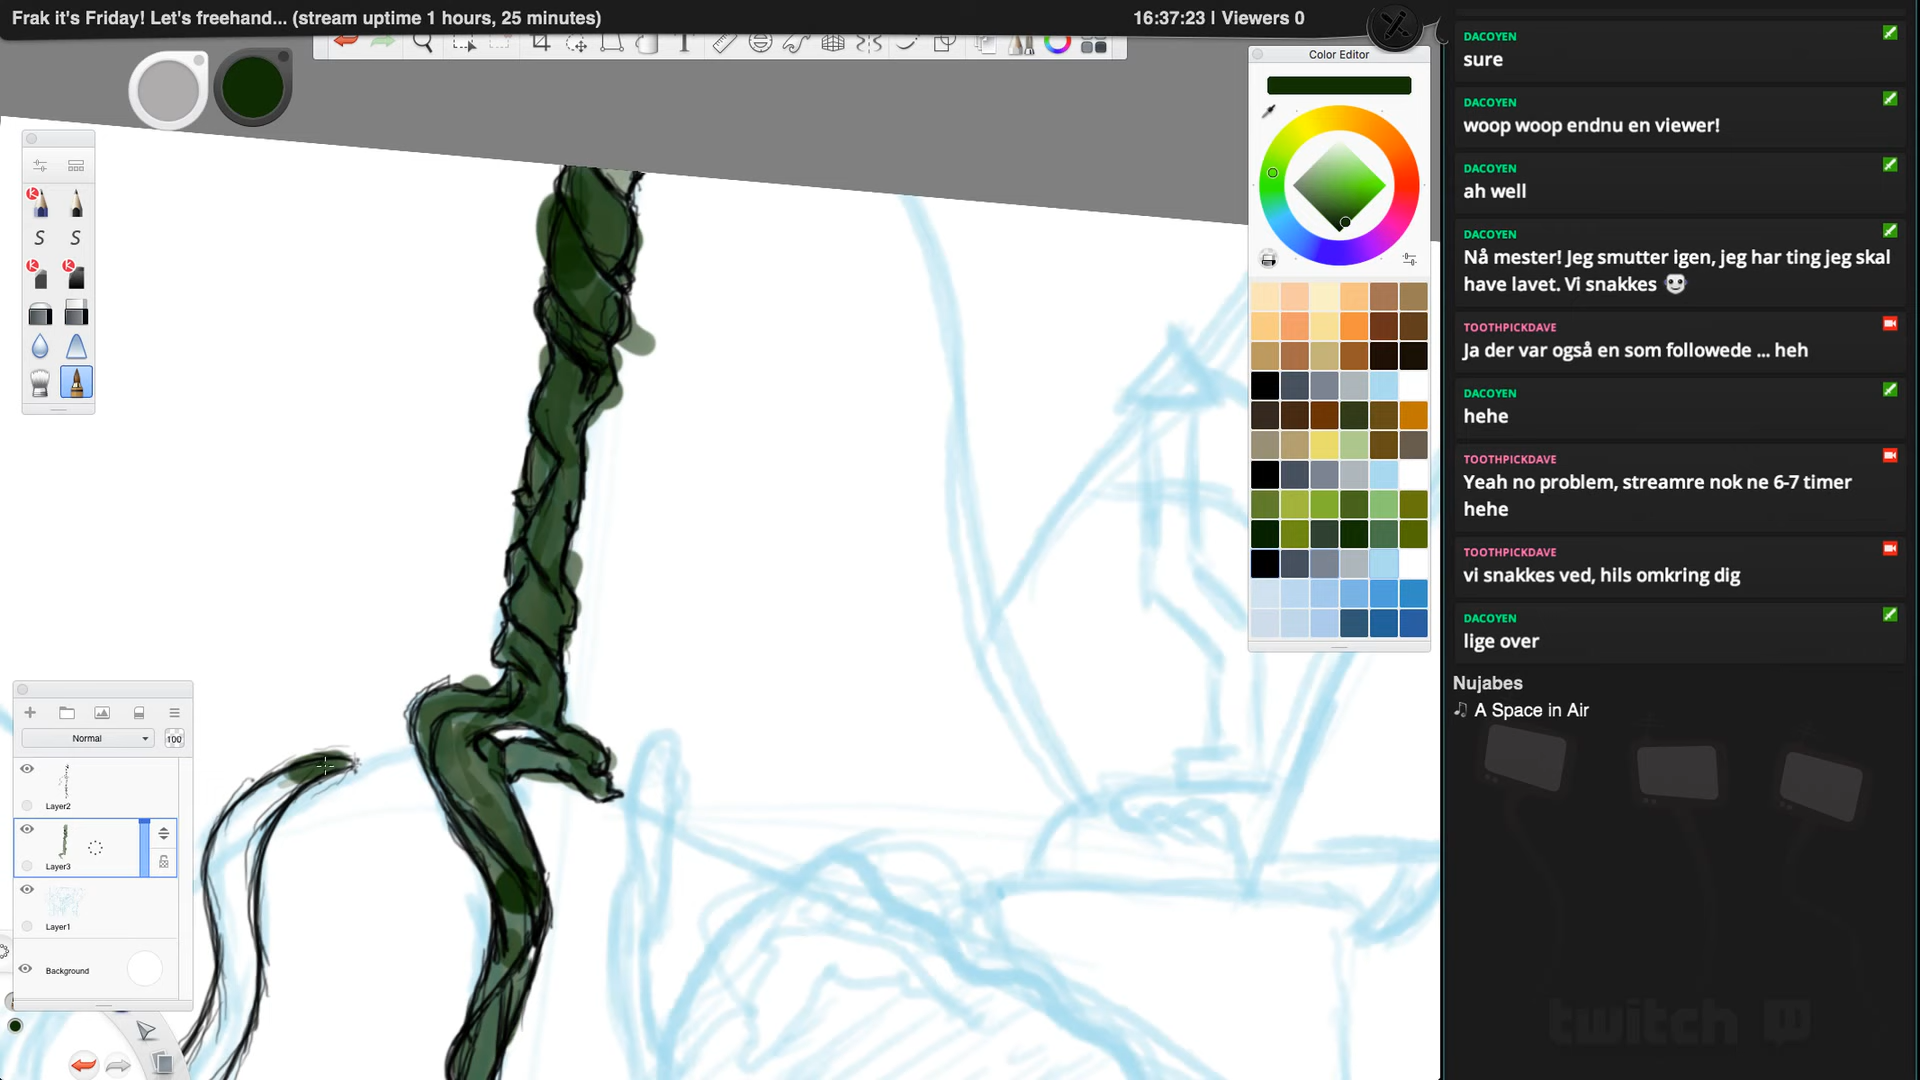 Frak it's Friday! Let's freehand... (stream uptime 1 hours, 25 minutes)
16:37:23 | Viewers 0
Color Editor
Normal
100
Layer2
Layer3
Layer1
Background
DACOYEN
sure
DACOYEN
woop woop endnu en viewer!
DACOYEN
ah well
DACOYEN
Nå mester! Jeg smutter igen, jeg har ting jeg skal
have lavet. Vi snakkes
TOOTHPICKDAVE
Ja der var også en som followede ... heh
DACOYEN
hehe
TOOTHPICKDAVE
Yeah no problem, streamre nok ne 6-7 timer
hehe
TOOTHPICKDAVE
vi snakkes ved, hils omkring dig
DACOYEN
lige over
Nujabes
A Space in Air
twitch